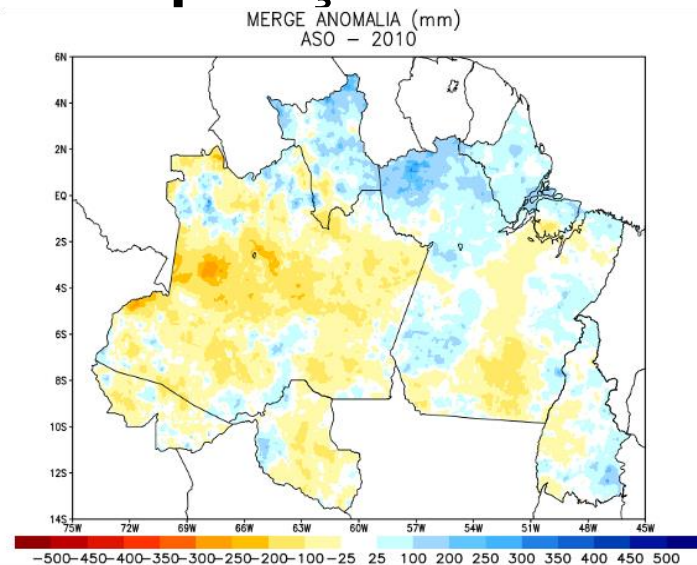 MERGE ANOMALIA (mm)
ASO – 2010
6N
4N
2N
EQ
2S
4S
6S
8S
10S
12S
14S
75W 72W 69W 66W 63W 60W 57W 54W 51W 48W 45W
−500−450−400−350−300−250−200−100−25 25 100 200 250 300 350 400 450 500